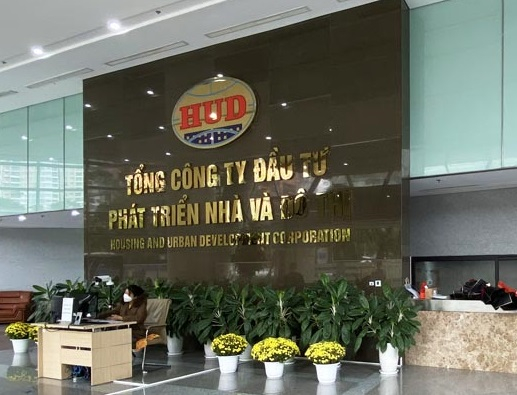 HUD
TỔNG CÔNG TY ĐẦU TƯ
PHÁT TRIỂN NHÀ VÀ ĐÔ THỊ
HOUSING AND URBAN DEVELOPMENT CORPORATION